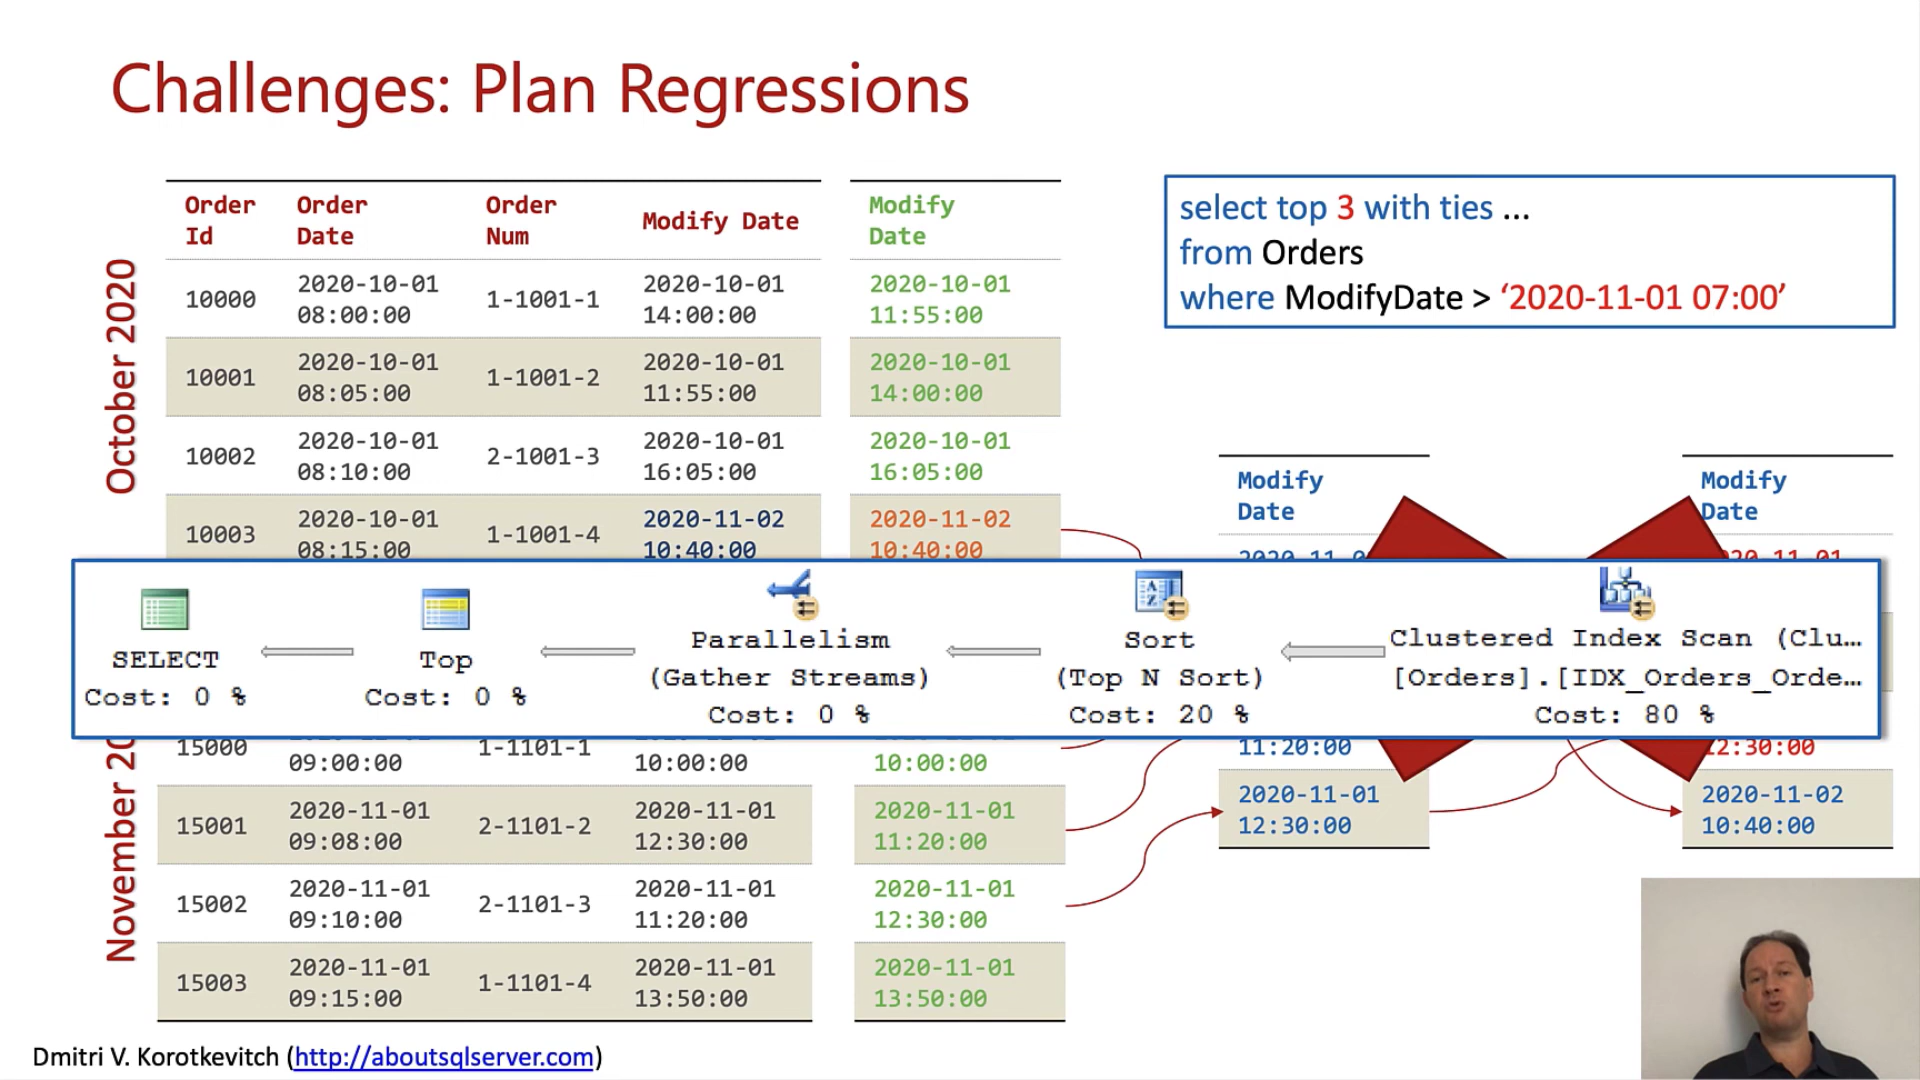 Challenges: Plan Regressions
October 2020
Order Id
Order Date
Order Num
Modify Date
Modify Date
10000
2020-10-01 08:00:00
1-1001-1
2020-10-01 14:00:00
2020-10-01 11:55:00
10001
2020-10-01 08:05:00
1-1001-2
2020-10-01 11:55:00
2020-10-01 14:00:00
10002
2020-10-01 08:10:00
2-1001-3
2020-10-01 16:05:00
2020-10-01 16:05:00
10003
2020-10-01 08:15:00
1-1001-4
2020-11-02 10:40:00
2020-11-02 10:40:00
select top 3 with ties ...
from Orders
where ModifyDate > ‘2020-11-01 07:00’
Modify Date
Modify Date
SELECT
Cost: 0 %
Top
Cost: 0 %
Parallelism
(Gather Streams)
Cost: 0 %
Sort
(Top N Sort)
Cost: 20 %
Clustered Index Scan (Clu…
[Orders].[IDX_Orders_Orde…
Cost: 80 %
November
15000
09:00:00
1-1101-1
10:00:00
10:00:00
15001
2020-11-01 09:08:00
2-1101-2
2020-11-01 12:30:00
2020-11-01 11:20:00
15002
2020-11-01 09:10:00
2-1101-3
2020-11-01 11:20:00
2020-11-01 12:30:00
15003
2020-11-01 09:15:00
1-1101-4
2020-11-01 13:50:00
2020-11-01 13:50:00
11:20:00
2020-11-01 12:30:00
12:30:00
2020-11-02 10:40:00
Dmitri V. Korotkevitch (http://aboutsqlserver.com)